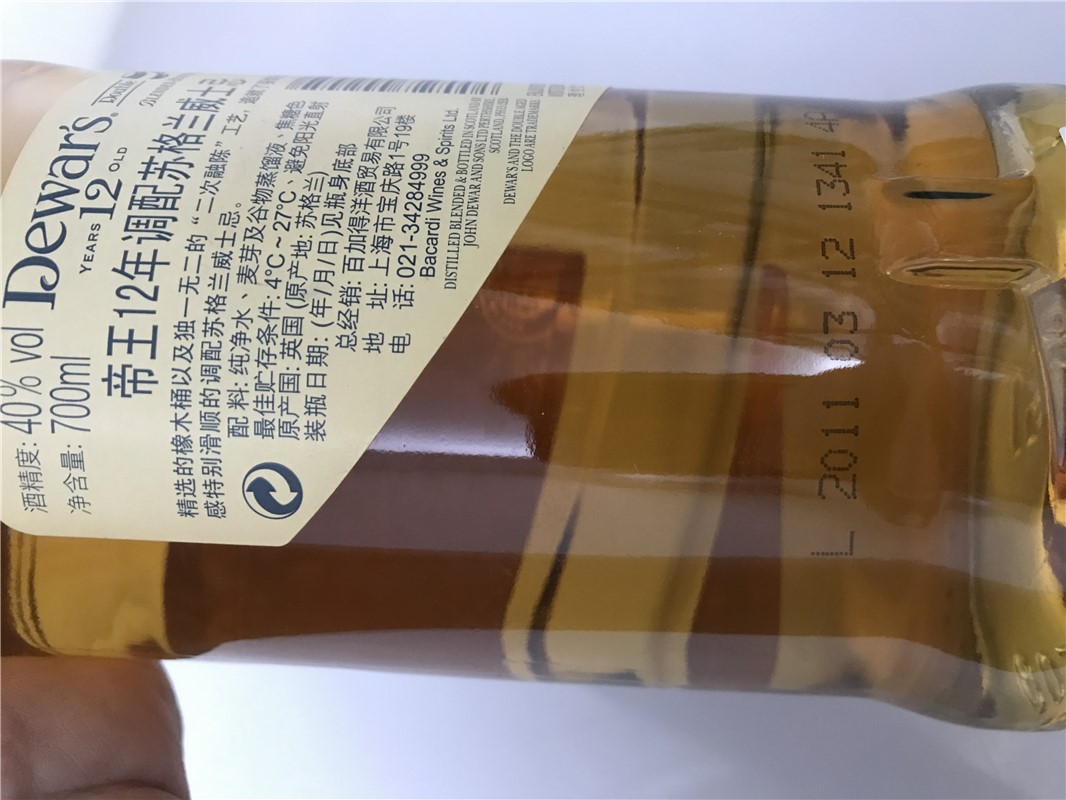 Double
Dewar's®
YEARS 12 OLD
酒精度: 40% vol
净含量: 700ml
帝王12年调配苏格兰威士忌
精选的橡木桶以及独一无二的“二次融陈”工艺,
感特别滑顺的调配苏格兰威士忌。
配 料: 纯净水、麦芽及谷物蒸馏液、焦糖色
最佳贮存条件: 4°C~27°C、避免阳光直射
原产国: 英国 (原产地: 苏格兰)
装瓶日期: (年/月/日)见瓶身底部
总经销: 百加得洋酒贸易有限公司
地 址: 上海市宝庆路1号19楼
电 话: 021-34284999
Bacardi Wines & Spirits Ltd.
DISTILLED BLENDED & BOTTLED IN SCOTLAND BY
JOHN DEWAR AND SONS LTD
SCOTLAND,
DEWAR'S AND THE DOUBLE AGED
LOGO ARE TRADEMARKS
L 2011 03 12 1341